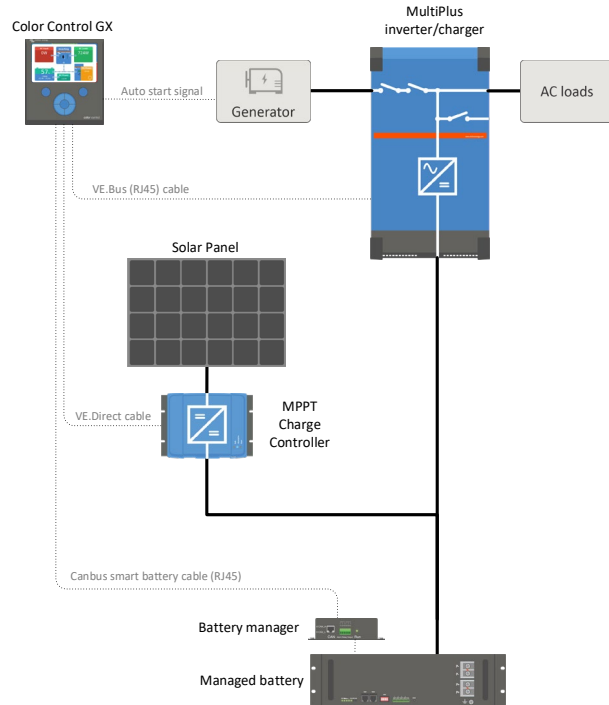 Color Control GX
MultiPlus
inverter/charger
Auto start signal
Generator
AC loads
VE.Bus (RJ45) cable
Solar Panel
VE.Direct cable
MPPT
Charge
Controller
Canbus smart battery cable (RJ45)
Battery manager
Managed battery